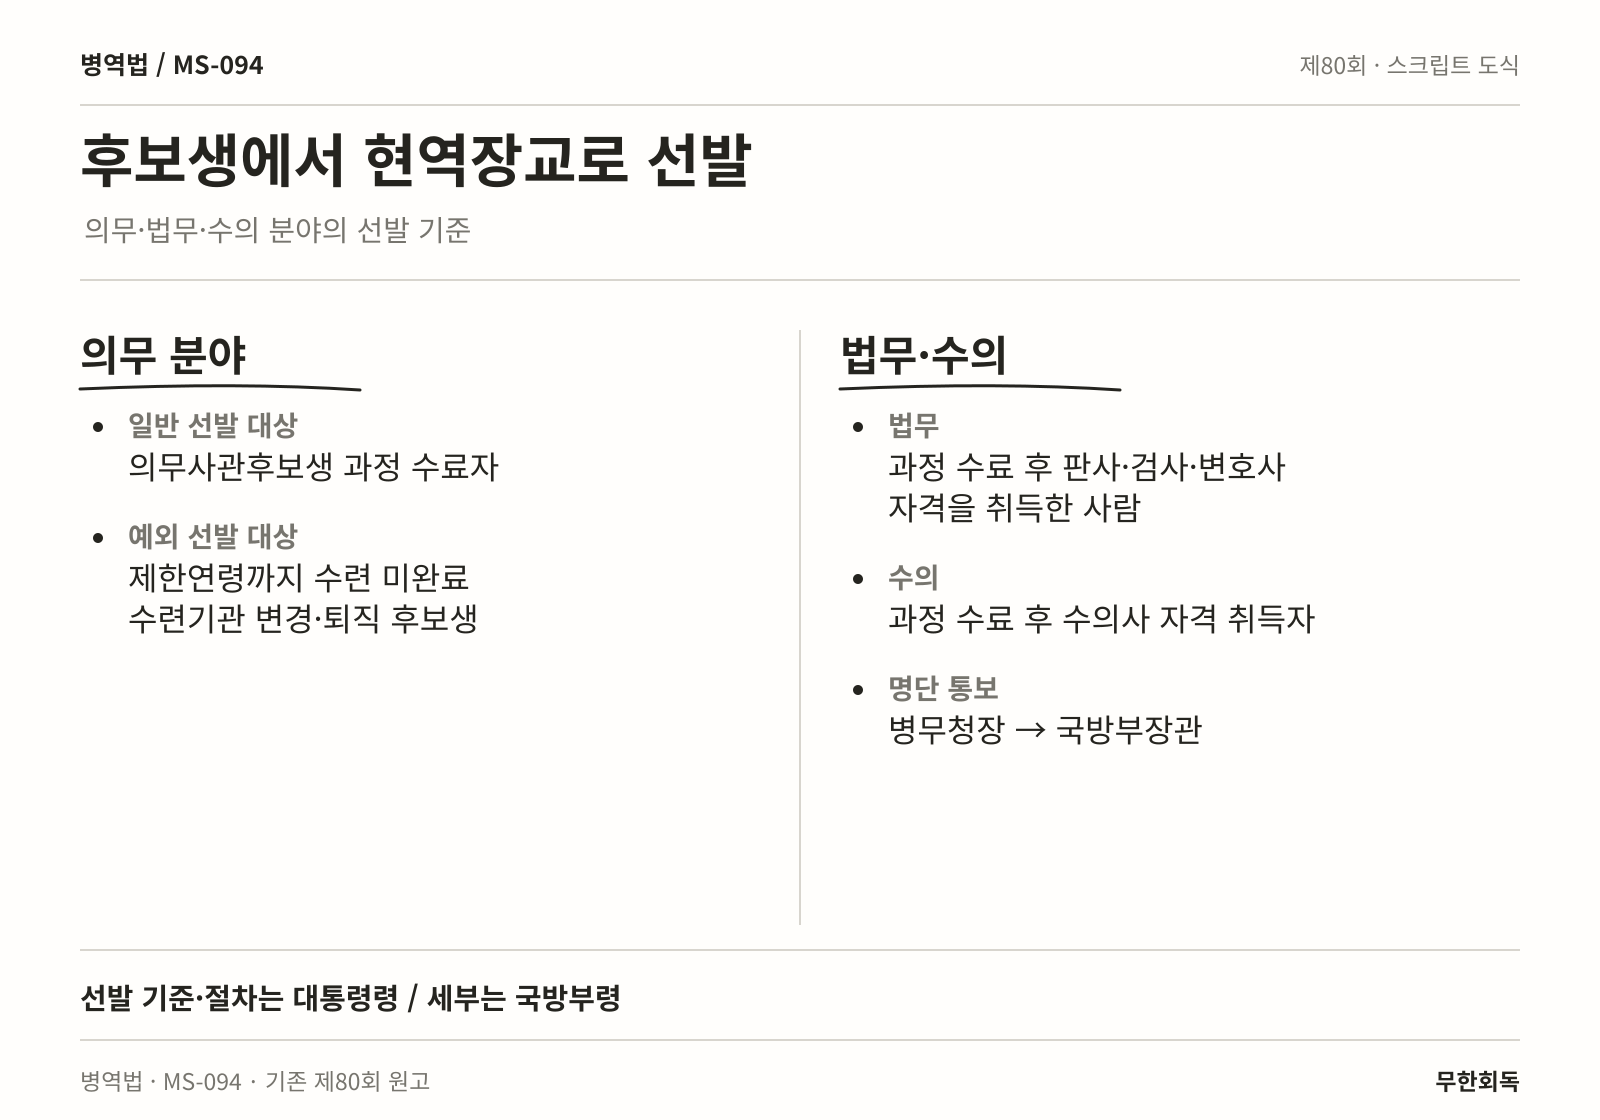 병역법 / MS-094
제80회 · 스크립트 도식
후보생에서 현역장교로 선발
의무·법무·수의 분야의 선발 기준
의무 분야
• 일반 선발 대상
의무사관후보생 과정 수료자
• 예외 선발 대상
제한연령까지 수련 미완료
수련기관 변경·퇴직 후보생
법무·수의
• 법무
과정 수료 후 판사·검사·변호사
자격을 취득한 사람
• 수의
과정 수료 후 수의사 자격 취득자
• 명단 통보
병무청장 → 국방부장관
선발 기준·절차는 대통령령 / 세부는 국방부령
병역법 · MS-094 · 기존 제80회 원고
무한회독